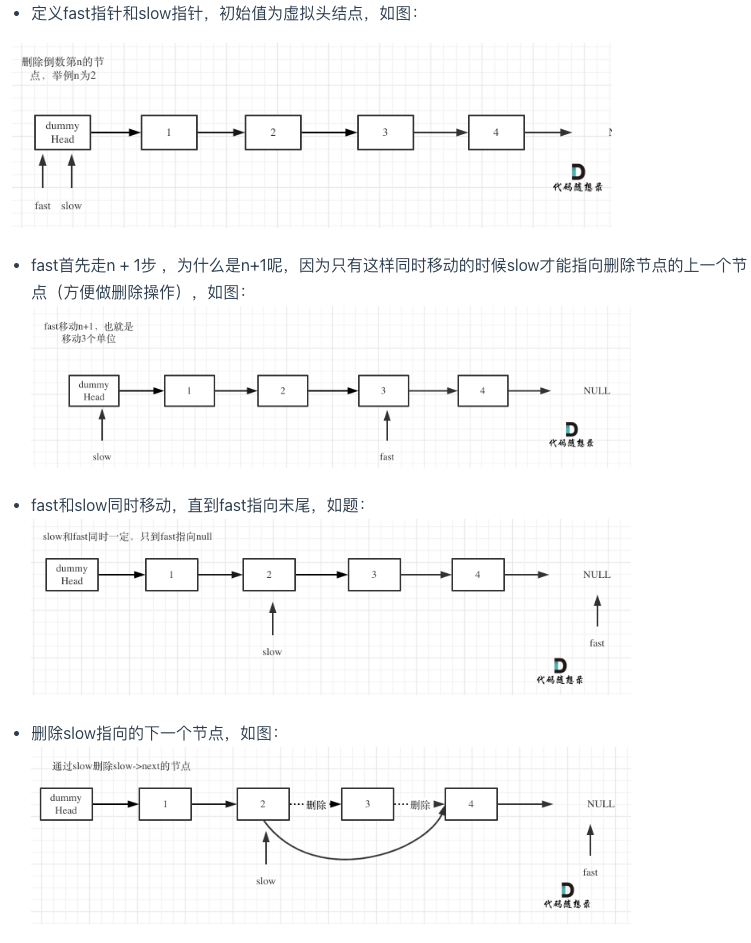 定义fast指针和slow指针，初始值为虚拟头结点，如图：
删除倒数第n的节
点、举例n为2
dummy
Head
1
2
3
4
N
fast
slow
代码随想录
fast首先走n + 1步 ，为什么是n+1呢，因为只有这样同时移动的时候slow才能指向删除节点的上一个节
点（方便做删除操作），如图：
fast移动n+1、也就是
移动3个单位
dummy
Head
1
2
3
4
NULL
slow
fast
代码随想录
fast和slow同时移动，直到fast指向末尾，如题：
slow和fast同时一定、只到fast指向null
dummy
Head
1
2
3
4
NULL
slow
fast
代码随想录
删除slow指向的下一个节点，如图：
通过slow删除slow->next的节点
dummy
Head
1
2
删除
3
删除
4
NULL
slow
fast
代码随想录